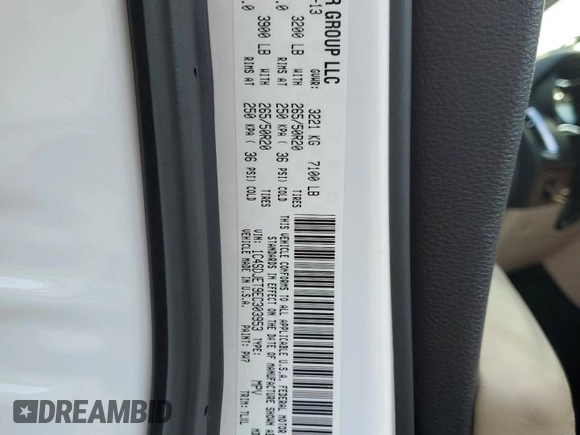 R GROUP LLC
-13 GVWR: 3221 KG 7100 LB
.0 3200 LB WITH 265/50R20 TIRES
RIMS AT 250 KPA ( 36 PSI) COLD
3900 LB WITH 265/50R20 TIRES
.0 RIMS AT 250 KPA ( 36 PSI) COLD
THIS VEHICLE CONFORMS TO ALL APPLICABLE U.S.A. FEDERAL MOTOR
STANDARDS IN EFFECT ON THE DATE OF MANUFACTURE SHOWN AB
VIN: 1C4SDJET9EC303953 TYPE: MPV
VEHICLE MADE IN U.S.A. PAINT: PW7 TRIM: TLXL
DREAMBID